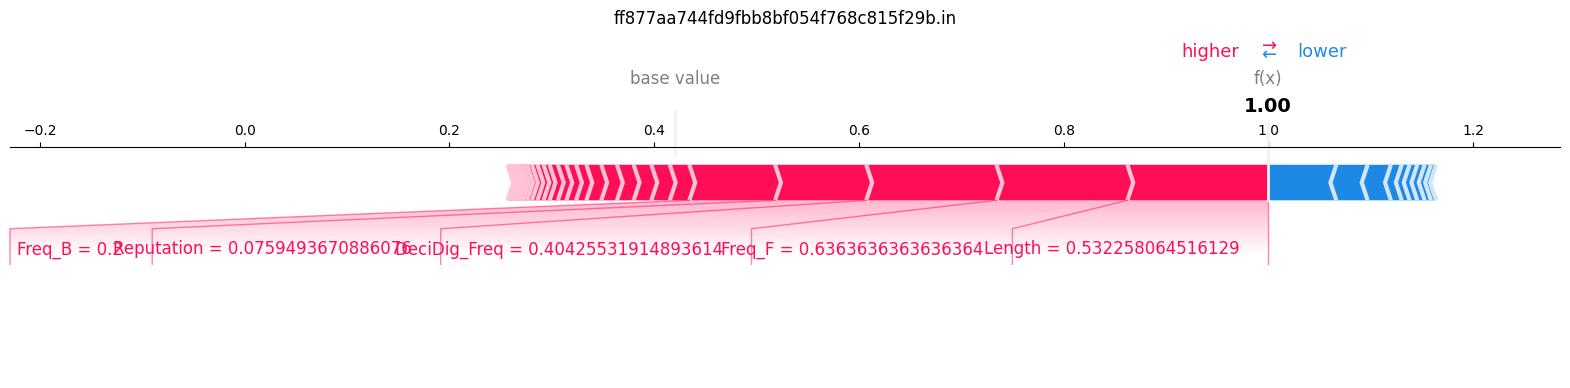 ff877aa744fd9fbb8bf054f768c815f29b.in
higher ⇄ lower
base value f(x)
1.00
−0.2 0.0 0.2 0.4 0.6 0.8 1.0 1.2
Freq_B = 0.2 Reputation = 0.0759493670886076 DeciDig_Freq = 0.40425531914893614 Freq_F = 0.6363636363636364 Length = 0.532258064516129